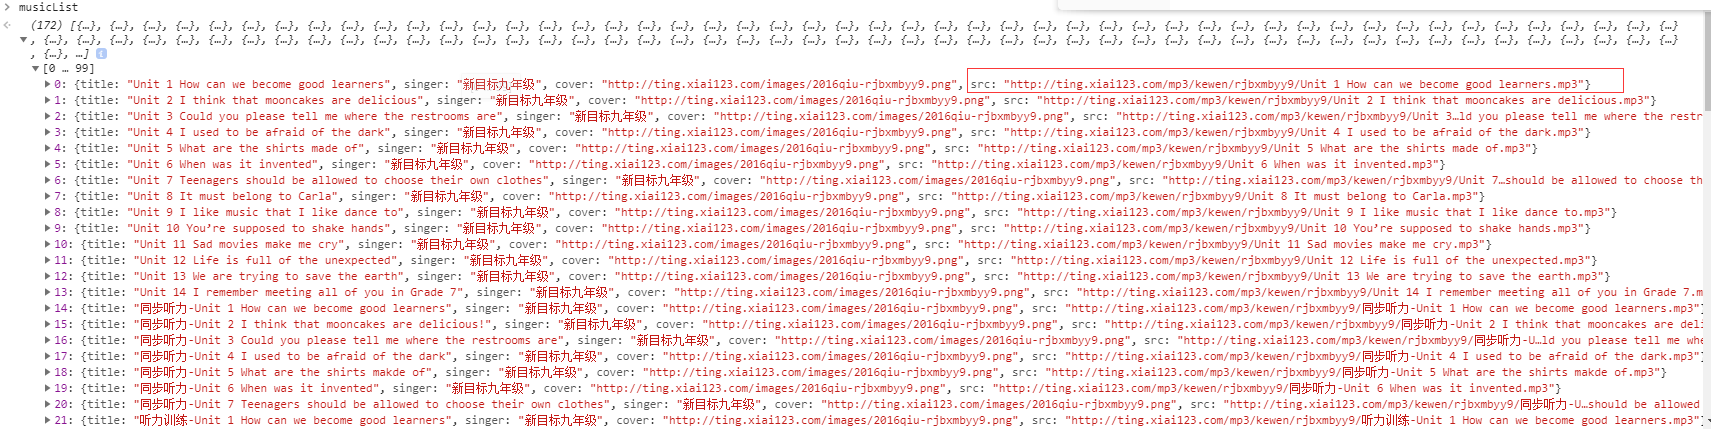 musicList
(172) [{…}, {…}, {…}, {…}, {…}, {…}, {…}, {…}, {…}, {…}, {…}, {…}, {…}, {…}, {…}, {…}, {…}, {…}, {…}, {…}, {…}, {…}, {…}, {…}, {…}, {…}, {…}, {…}, {…}, {…}, {…}, {…}, {…}, {…}, {…}, {…}, {…}, {…}, {…}, {…}, {…}, {…}, {…}, {…}, {…}, {…}, {…}, {…}, {…}
, {…}, {…}, {…}, {…}, {…}, {…}, {…}, {…}, {…}, {…}, {…}, {…}, {…}, {…}, {…}, {…}, {…}, {…}, {…}, {…}, {…}, {…}, {…}, {…}, {…}, {…}, {…}, {…}, {…}, {…}, {…}, {…}, {…}, {…}, {…}, {…}, {…}, {…}, {…}, {…}, {…}, {…}, {…}, {…}, {…}, {…}, {…}, {…}, {…}, {…}
, {…}, …] i
[0 … 99]
0: {title: "Unit 1 How can we become good learners", singer: "新目标九年级", cover: "http://ting.xiai123.com/images/2016qiu-rjbxmbyy9.png", src: "http://ting.xiai123.com/mp3/kewen/rjbxmbyy9/Unit 1 How can we become good learners.mp3"}
1: {title: "Unit 2 I think that mooncakes are delicious", singer: "新目标九年级", cover: "http://ting.xiai123.com/images/2016qiu-rjbxmbyy9.png", src: "http://ting.xiai123.com/mp3/kewen/rjbxmbyy9/Unit 2 I think that mooncakes are delicious.mp3"}
2: {title: "Unit 3 Could you please tell me where the restrooms are", singer: "新目标九年级", cover: "http://ting.xiai123.com/images/2016qiu-rjbxmbyy9.png", src: "http://ting.xiai123.com/mp3/kewen/rjbxmbyy9/Unit 3…ld you please tell me where the restr
3: {title: "Unit 4 I used to be afraid of the dark", singer: "新目标九年级", cover: "http://ting.xiai123.com/images/2016qiu-rjbxmbyy9.png", src: "http://ting.xiai123.com/mp3/kewen/rjbxmbyy9/Unit 4 I used to be afraid of the dark.mp3"}
4: {title: "Unit 5 What are the shirts made of", singer: "新目标九年级", cover: "http://ting.xiai123.com/images/2016qiu-rjbxmbyy9.png", src: "http://ting.xiai123.com/mp3/kewen/rjbxmbyy9/Unit 5 What are the shirts made of.mp3"}
5: {title: "Unit 6 When was it invented", singer: "新目标九年级", cover: "http://ting.xiai123.com/images/2016qiu-rjbxmbyy9.png", src: "http://ting.xiai123.com/mp3/kewen/rjbxmbyy9/Unit 6 When was it invented.mp3"}
6: {title: "Unit 7 Teenagers should be allowed to choose their own clothes", singer: "新目标九年级", cover: "http://ting.xiai123.com/images/2016qiu-rjbxmbyy9.png", src: "http://ting.xiai123.com/mp3/kewen/rjbxmbyy9/Unit 7…should be allowed to choose th
7: {title: "Unit 8 It must belong to Carla", singer: "新目标九年级", cover: "http://ting.xiai123.com/images/2016qiu-rjbxmbyy9.png", src: "http://ting.xiai123.com/mp3/kewen/rjbxmbyy9/Unit 8 It must belong to Carla.mp3"}
8: {title: "Unit 9 I like music that I like dance to", singer: "新目标九年级", cover: "http://ting.xiai123.com/images/2016qiu-rjbxmbyy9.png", src: "http://ting.xiai123.com/mp3/kewen/rjbxmbyy9/Unit 9 I like music that I like dance to.mp3"}
9: {title: "Unit 10 You’re supposed to shake hands", singer: "新目标九年级", cover: "http://ting.xiai123.com/images/2016qiu-rjbxmbyy9.png", src: "http://ting.xiai123.com/mp3/kewen/rjbxmbyy9/Unit 10 You’re supposed to shake hands.mp3"}
10: {title: "Unit 11 Sad movies make me cry", singer: "新目标九年级", cover: "http://ting.xiai123.com/images/2016qiu-rjbxmbyy9.png", src: "http://ting.xiai123.com/mp3/kewen/rjbxmbyy9/Unit 11 Sad movies make me cry.mp3"}
11: {title: "Unit 12 Life is full of the unexpected", singer: "新目标九年级", cover: "http://ting.xiai123.com/images/2016qiu-rjbxmbyy9.png", src: "http://ting.xiai123.com/mp3/kewen/rjbxmbyy9/Unit 12 Life is full of the unexpected.mp3"}
12: {title: "Unit 13 We are trying to save the earth", singer: "新目标九年级", cover: "http://ting.xiai123.com/images/2016qiu-rjbxmbyy9.png", src: "http://ting.xiai123.com/mp3/kewen/rjbxmbyy9/Unit 13 We are trying to save the earth.mp3"}
13: {title: "Unit 14 I remember meeting all of you in Grade 7", singer: "新目标九年级", cover: "http://ting.xiai123.com/images/2016qiu-rjbxmbyy9.png", src: "http://ting.xiai123.com/mp3/kewen/rjbxmbyy9/Unit 14 I remember meeting all of you in Grade 7.m
14: {title: "同步听力-Unit 1 How can we become good learners", singer: "新目标九年级", cover: "http://ting.xiai123.com/images/2016qiu-rjbxmbyy9.png", src: "http://ting.xiai123.com/mp3/kewen/rjbxmbyy9/同步听力-Unit 1 How can we become good learners.mp3"}
15: {title: "同步听力-Unit 2 I think that mooncakes are delicious!", singer: "新目标九年级", cover: "http://ting.xiai123.com/images/2016qiu-rjbxmbyy9.png", src: "http://ting.xiai123.com/mp3/kewen/rjbxmbyy9/同步听力-Unit 2 I think that mooncakes are deli
16: {title: "同步听力-Unit 3 Could you please tell me where the restrooms are", singer: "新目标九年级", cover: "http://ting.xiai123.com/images/2016qiu-rjbxmbyy9.png", src: "http://ting.xiai123.com/mp3/kewen/rjbxmbyy9/同步听力-U…ld you please tell me whe
17: {title: "同步听力-Unit 4 I used to be afraid of the dark", singer: "新目标九年级", cover: "http://ting.xiai123.com/images/2016qiu-rjbxmbyy9.png", src: "http://ting.xiai123.com/mp3/kewen/rjbxmbyy9/同步听力-Unit 4 I used to be afraid of the dark.mp3"}
18: {title: "同步听力-Unit 5 What are the shirts makde of", singer: "新目标九年级", cover: "http://ting.xiai123.com/images/2016qiu-rjbxmbyy9.png", src: "http://ting.xiai123.com/mp3/kewen/rjbxmbyy9/同步听力-Unit 5 What are the shirts makde of.mp3"}
19: {title: "同步听力-Unit 6 When was it invented", singer: "新目标九年级", cover: "http://ting.xiai123.com/images/2016qiu-rjbxmbyy9.png", src: "http://ting.xiai123.com/mp3/kewen/rjbxmbyy9/同步听力-Unit 6 When was it invented.mp3"}
20: {title: "同步听力-Unit 7 Teenagers should be allowed to choose their own clothes", singer: "新目标九年级", cover: "http://ting.xiai123.com/images/2016qiu-rjbxmbyy9.png", src: "http://ting.xiai123.com/mp3/kewen/rjbxmbyy9/同步听力-U…should be allowed
21: {title: "听力训练-Unit 1 How can we become good learners", singer: "新目标九年级", cover: "http://ting.xiai123.com/images/2016qiu-rjbxmbyy9.png", src: "http://ting.xiai123.com/mp3/kewen/rjbxmbyy9/听力训练-Unit 1 How can we become good learners.mp3"}